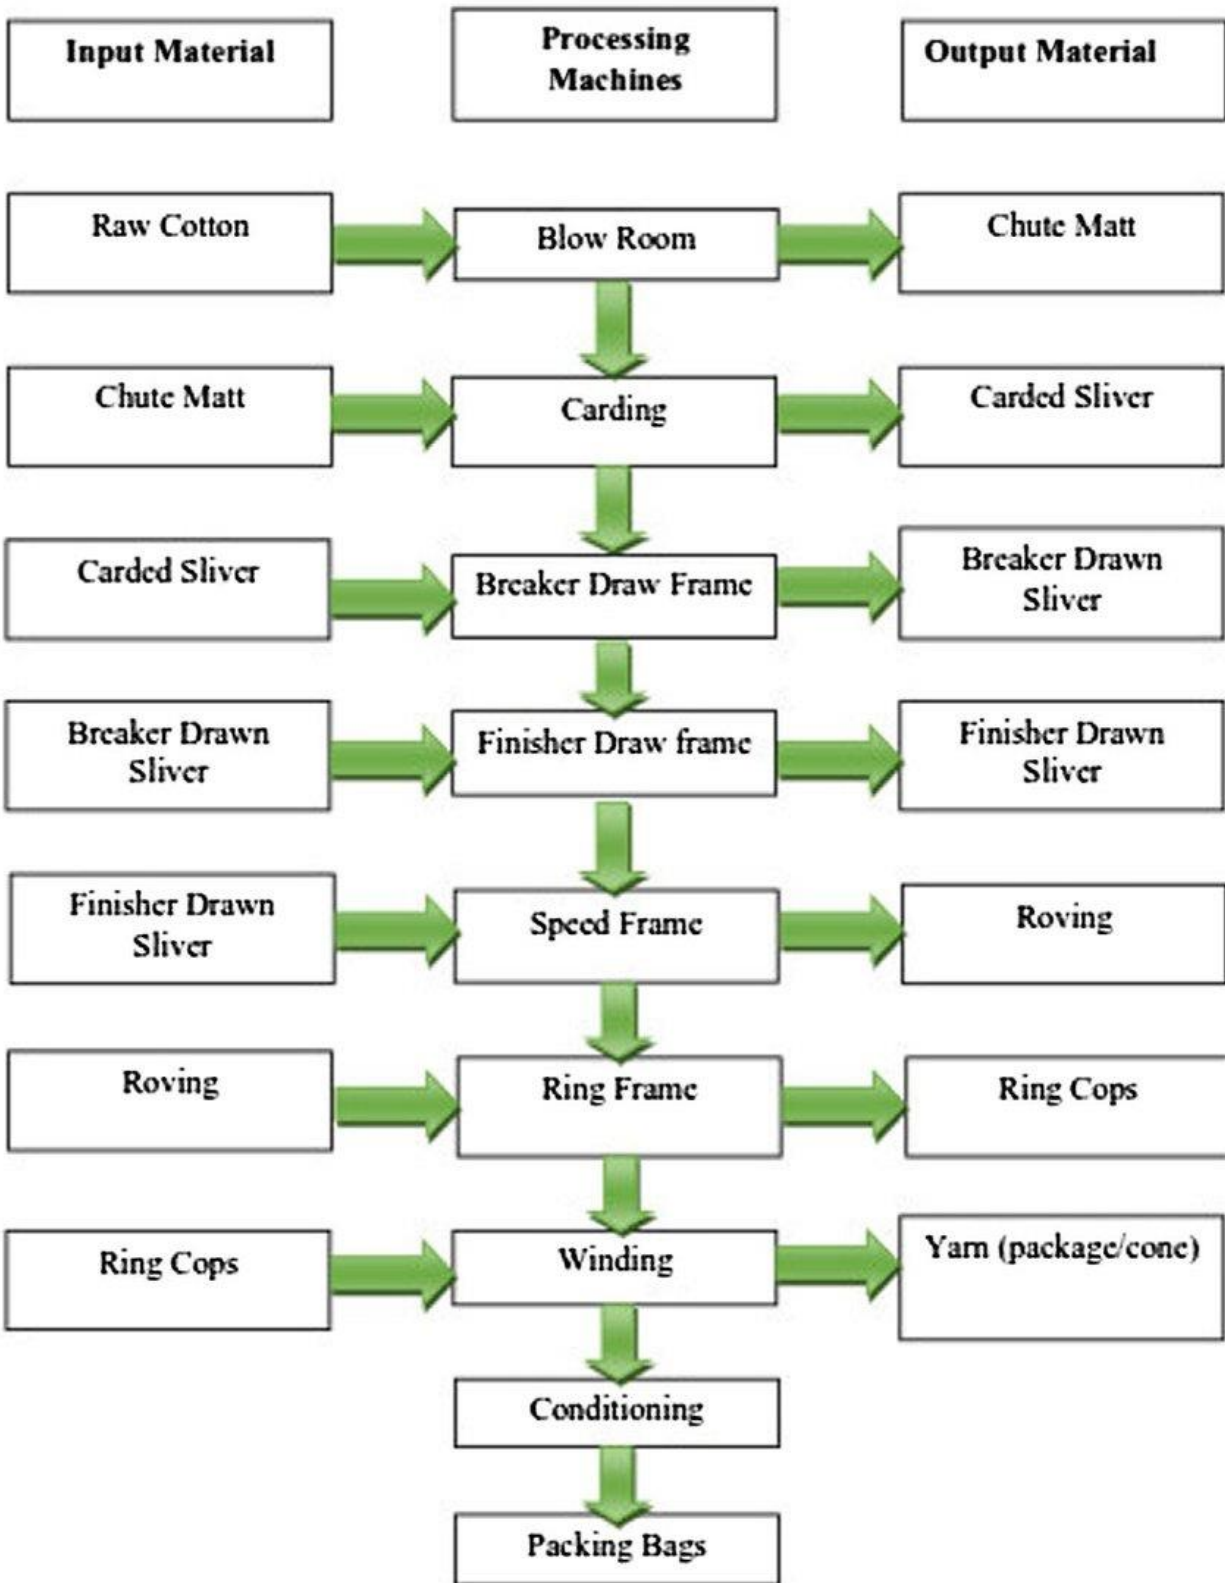 Input Material
Processing
Machines
Output Material
Raw Cotton
Blow Room
Chute Matt
Chute Matt
Carding
Carded Sliver
Carded Sliver
Breaker Draw Frame
Breaker Drawn
Sliver
Breaker Drawn
Sliver
Finisher Draw frame
Finisher Drawn
Sliver
Finisher Drawn
Sliver
Speed Frame
Roving
Roving
Ring Frame
Ring Cops
Ring Cops
Winding
Yarn (package/cone)
Conditioning
Packing Bags